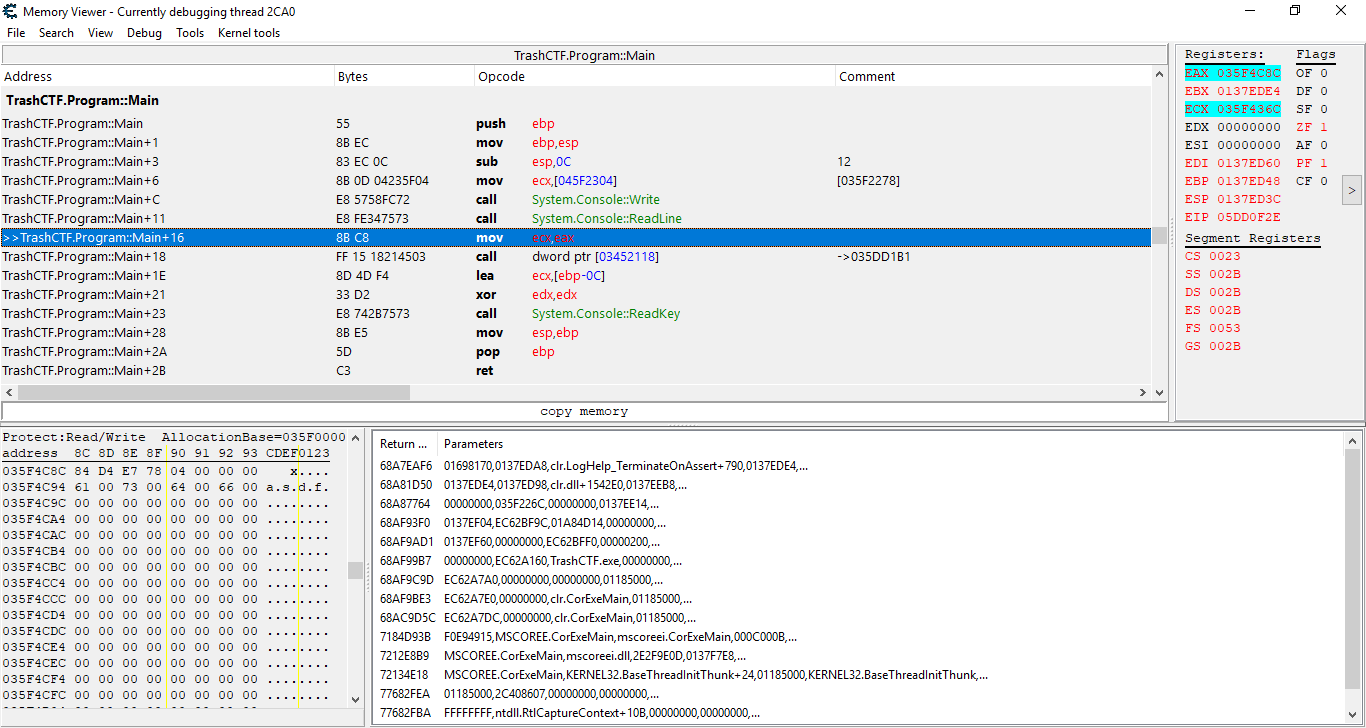 Memory Viewer - Currently debugging thread 2CA0
File Search View Debug Tools Kernel tools
TrashCTF.Program::Main
Address Bytes Opcode Comment
TrashCTF.Program::Main
TrashCTF.Program::Main 55 push ebp
TrashCTF.Program::Main+1 8B EC mov ebp,esp
TrashCTF.Program::Main+3 83 EC 0C sub esp,0C 12
TrashCTF.Program::Main+6 8B 0D 04235F04 mov ecx,[045F2304] [035F2278]
TrashCTF.Program::Main+C E8 5758FC72 call System.Console::Write
TrashCTF.Program::Main+11 E8 FE347573 call System.Console::ReadLine
>>TrashCTF.Program::Main+16 8B C8 mov ecx,eax
TrashCTF.Program::Main+18 FF 15 18214503 call dword ptr [03452118] ->035DD1B1
TrashCTF.Program::Main+1E 8D 4D F4 lea ecx,[ebp-0C]
TrashCTF.Program::Main+21 33 D2 xor edx,edx
TrashCTF.Program::Main+23 E8 742B7573 call System.Console::ReadKey
TrashCTF.Program::Main+28 8B E5 mov esp,ebp
TrashCTF.Program::Main+2A 5D pop ebp
TrashCTF.Program::Main+2B C3 ret
copy memory
Registers: Flags
EAX 035F4C8C OF 0
EBX 0137EDE4 DF 0
ECX 035F436C SF 0
EDX 00000000 ZF 1
ESI 00000000 AF 0
EDI 0137ED60 PF 1
EBP 0137ED48 CF 0
ESP 0137ED3C
EIP 05DD0F2E
Segment Registers
CS 0023
SS 002B
DS 002B
ES 002B
FS 0053
GS 002B
>
Protect:Read/Write AllocationBase=035F0000
address 8C 8D 8E 8F 90 91 92 93 CDEF0123
035F4C8C 84 D4 E7 78 04 00 00 00 x....
035F4C94 61 00 73 00 64 00 66 00 a.s.d.f.
035F4C9C 00 00 00 00 00 00 00 00 ........
035F4CA4 00 00 00 00 00 00 00 00 ........
035F4CAC 00 00 00 00 00 00 00 00 ........
035F4CB4 00 00 00 00 00 00 00 00 ........
035F4CBC 00 00 00 00 00 00 00 00 ........
035F4CC4 00 00 00 00 00 00 00 00 ........
035F4CCC 00 00 00 00 00 00 00 00 ........
035F4CD4 00 00 00 00 00 00 00 00 ........
035F4CDC 00 00 00 00 00 00 00 00 ........
035F4CE4 00 00 00 00 00 00 00 00 ........
035F4CEC 00 00 00 00 00 00 00 00 ........
035F4CF4 00 00 00 00 00 00 00 00 ........
035F4CFC 00 00 00 00 00 00 00 00 ........
Return ... Parameters
68A7EAF6 01698170,0137EDA8,clr.LogHelp_TerminateOnAssert+790,0137EDE4,...
68A81D50 0137EDE4,0137ED98,clr.dll+1542E0,0137EEB8,...
68A87764 00000000,035F226C,00000000,0137EE14,...
68AF93F0 0137EF04,EC62BF9C,01A84D14,00000000,...
68AF9AD1 0137EF60,00000000,EC62BFF0,00000200,...
68AF99B7 00000000,EC62A160,TrashCTF.exe,00000000,...
68AF9C9D EC62A7A0,00000000,00000000,01185000,...
68AF9BE3 EC62A7E0,00000000,clr.CorExeMain,01185000,...
68AC9D5C EC62A7DC,00000000,clr.CorExeMain,01185000,...
7184D93B F0E94915,MSCOREE.CorExeMain,mscoreei.CorExeMain,000C000B,...
7212E8B9 MSCOREE.CorExeMain,mscoreei.dll,2E2F9E0D,0137F7E8,...
72134E18 MSCOREE.CorExeMain,KERNEL32.BaseThreadInitThunk+24,01185000,KERNEL32.BaseThreadInitThunk,...
77682FEA 01185000,2C408607,00000000,00000000,...
77682FBA FFFFFFFF,ntdll.RtlCaptureContext+10B,00000000,00000000,...